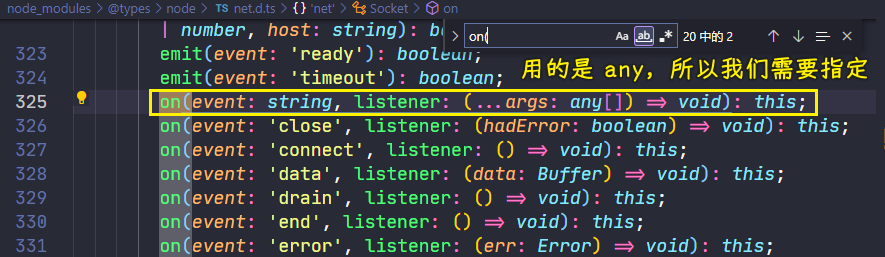 node_modules > @types > node > TS net.d.ts > {} 'net' > Socket > on
| number, host: string): bo
> on( Aa ab .* 20 中的 2
323 emit(event: 'ready'): boolean;
324 emit(event: 'timeout'): boolean;
用的是 any，所以我们需要指定
325 on(event: string, listener: (...args: any[]) => void): this;
326 on(event: 'close', listener: (hadError: boolean) => void): this;
327 on(event: 'connect', listener: () => void): this;
328 on(event: 'data', listener: (data: Buffer) => void): this;
329 on(event: 'drain', listener: () => void): this;
330 on(event: 'end', listener: () => void): this;
331 on(event: 'error', listener: (err: Error) => void): this;